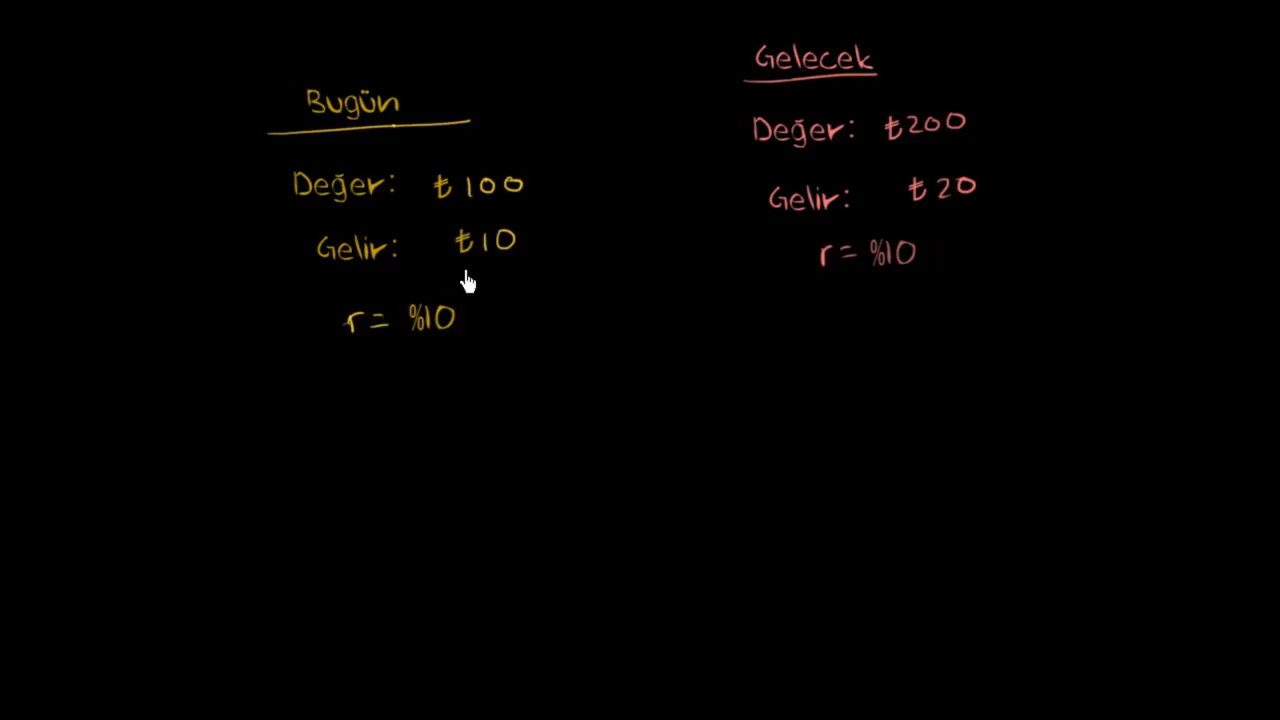 Bugün
Değer: ₺100
Gelir: ₺10
r = %10
Gelecek
Değer: ₺200
Gelir: ₺20
r = %10